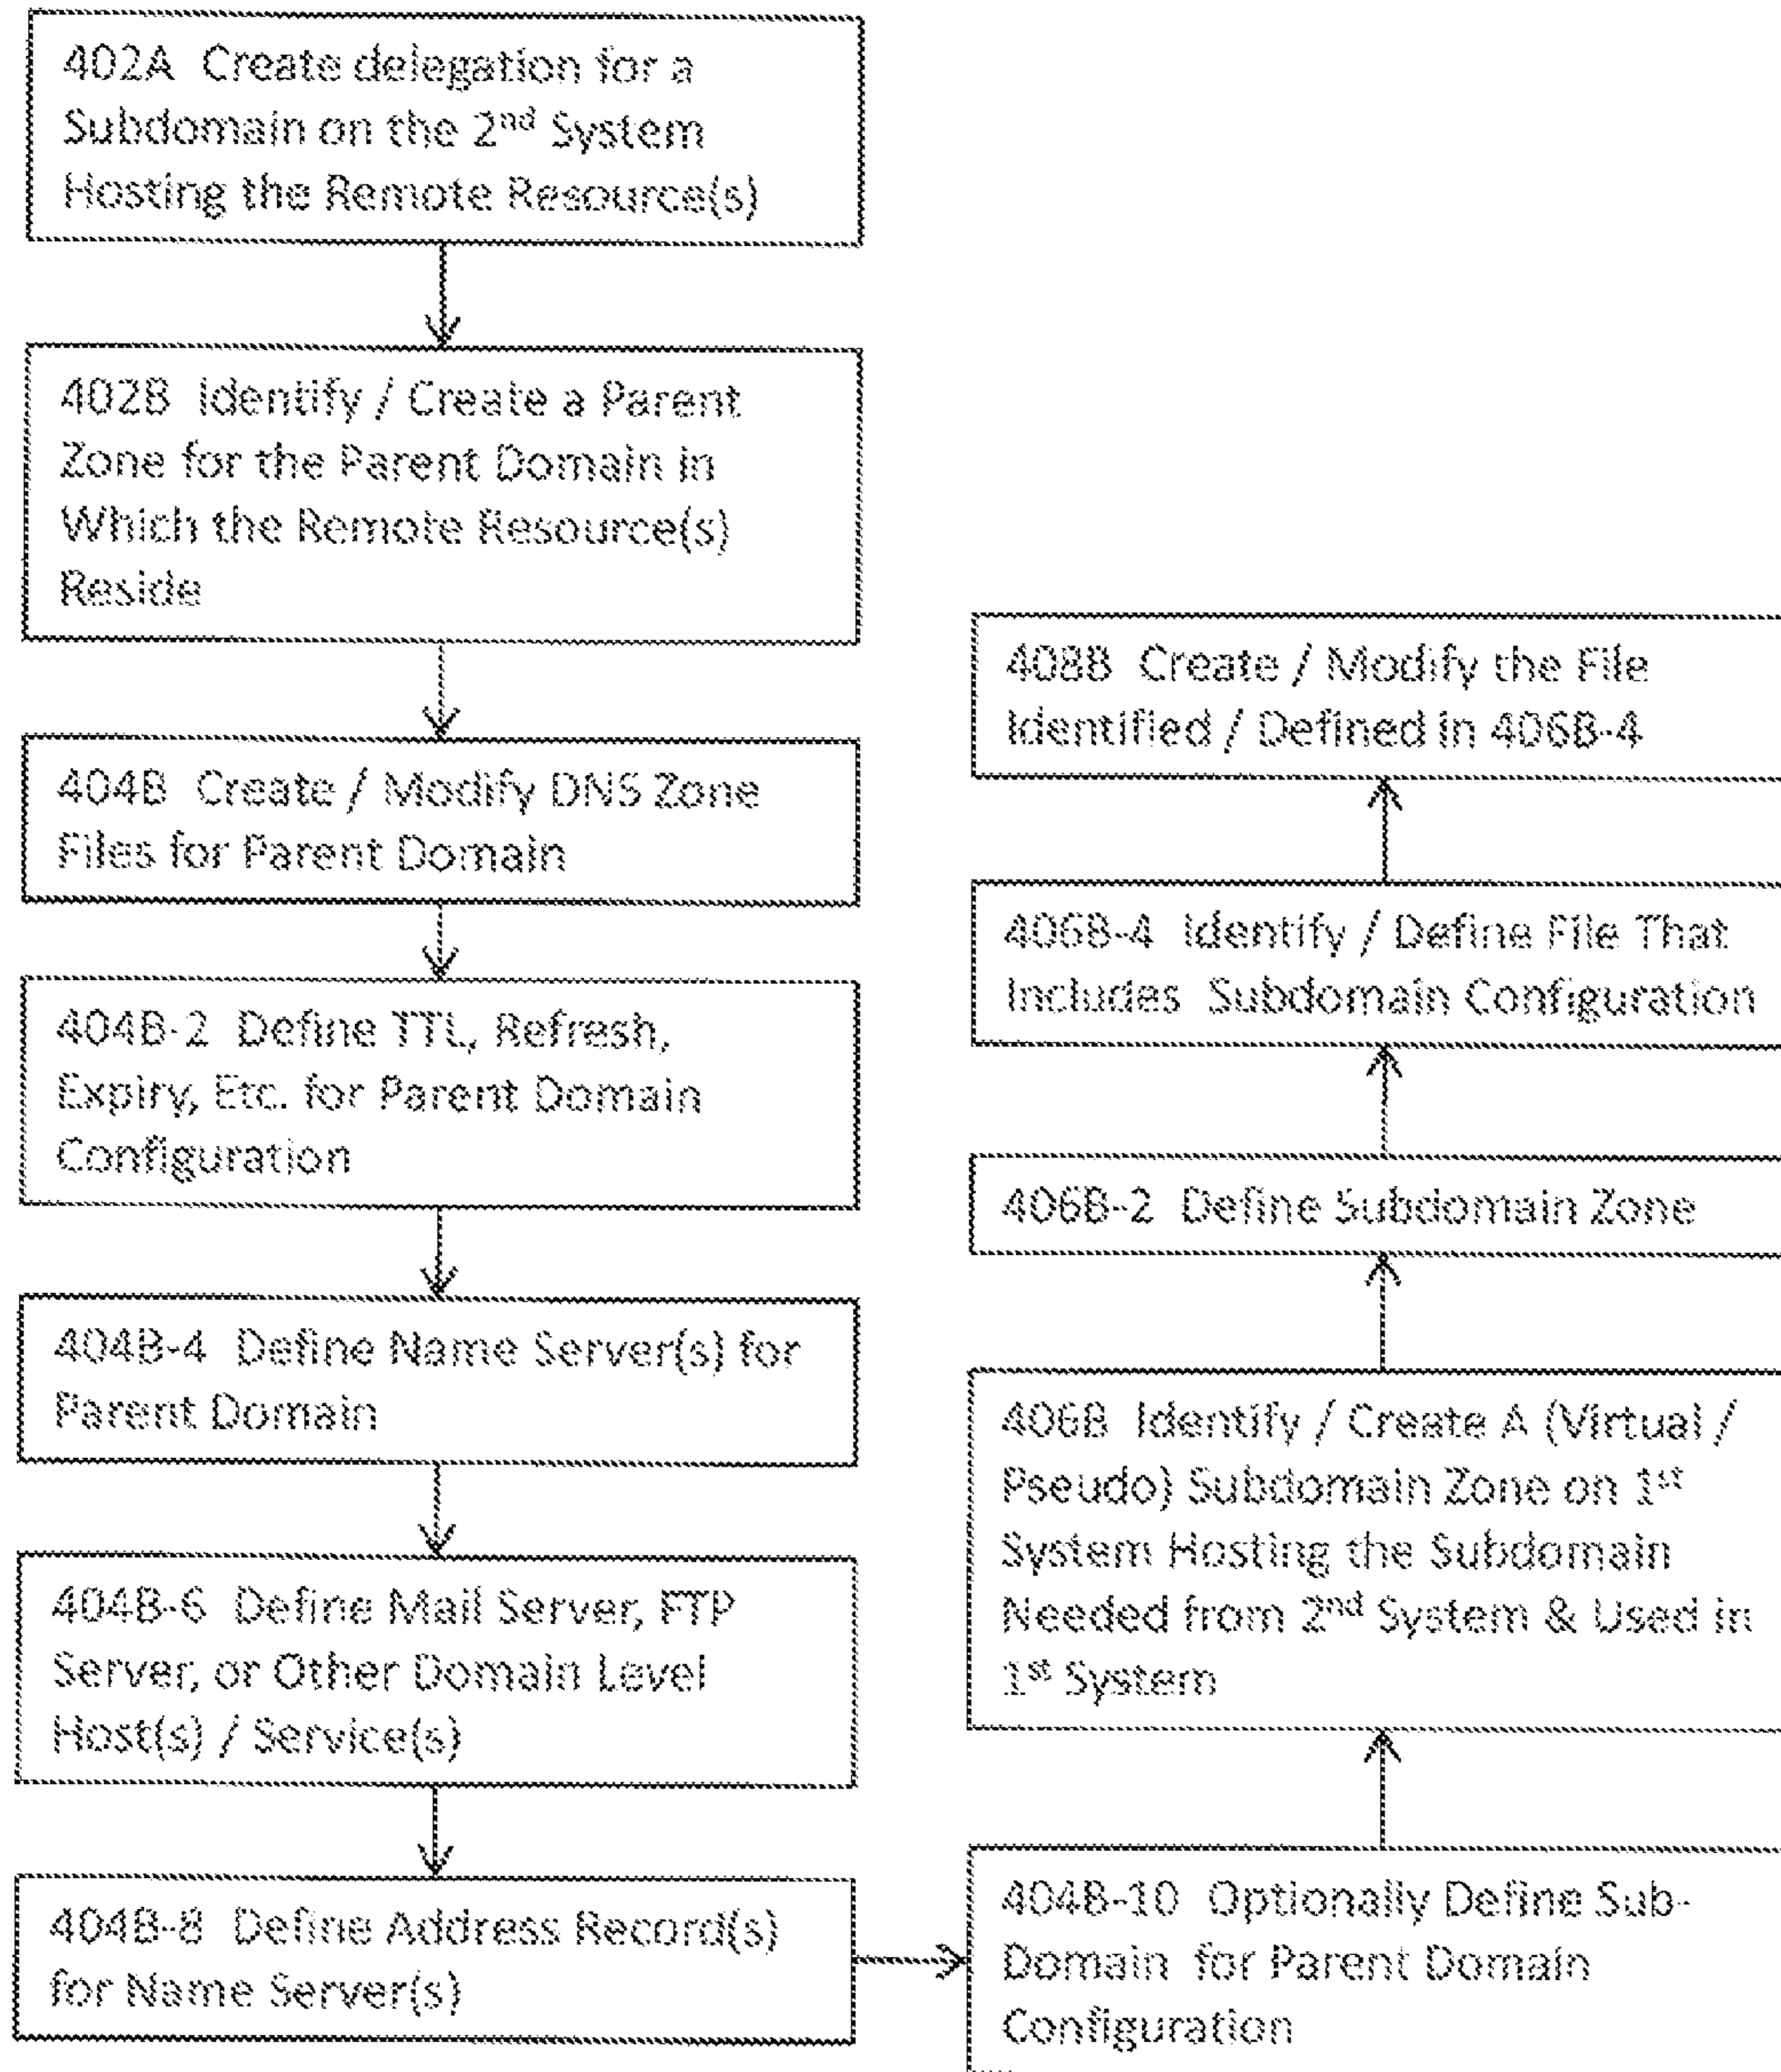 402A Create delegation for a
Subdomain on the 2nd System
Hosting the Remote Resource(s)
402B Identify / Create a Parent
Zone for the Parent Domain in
Which the Remote Resource(s)
Reside
404B Create / Modify DNS Zone
Files for Parent Domain
404B-2 Define TTL, Refresh,
Expiry, Etc. for Parent Domain
Configuration
404B-4 Define Name Server(s) for
Parent Domain
404B-6 Define Mail Server, FTP
Server, or Other Domain Level
Host(s) / Service(s)
404B-8 Define Address Record(s)
for Name Server(s)
404B-10 Optionally Define Sub-
Domain for Parent Domain
Configuration
406B Identify / Create A (Virtual /
Pseudo) Subdomain Zone on 1st
System Hosting the Subdomain
Needed from 2nd System & Used in
1st System
406B-2 Define Subdomain Zone
406B-4 Identify / Define File That
Includes Subdomain Configuration
408B Create / Modify the File
Identified / Defined in 406B-4